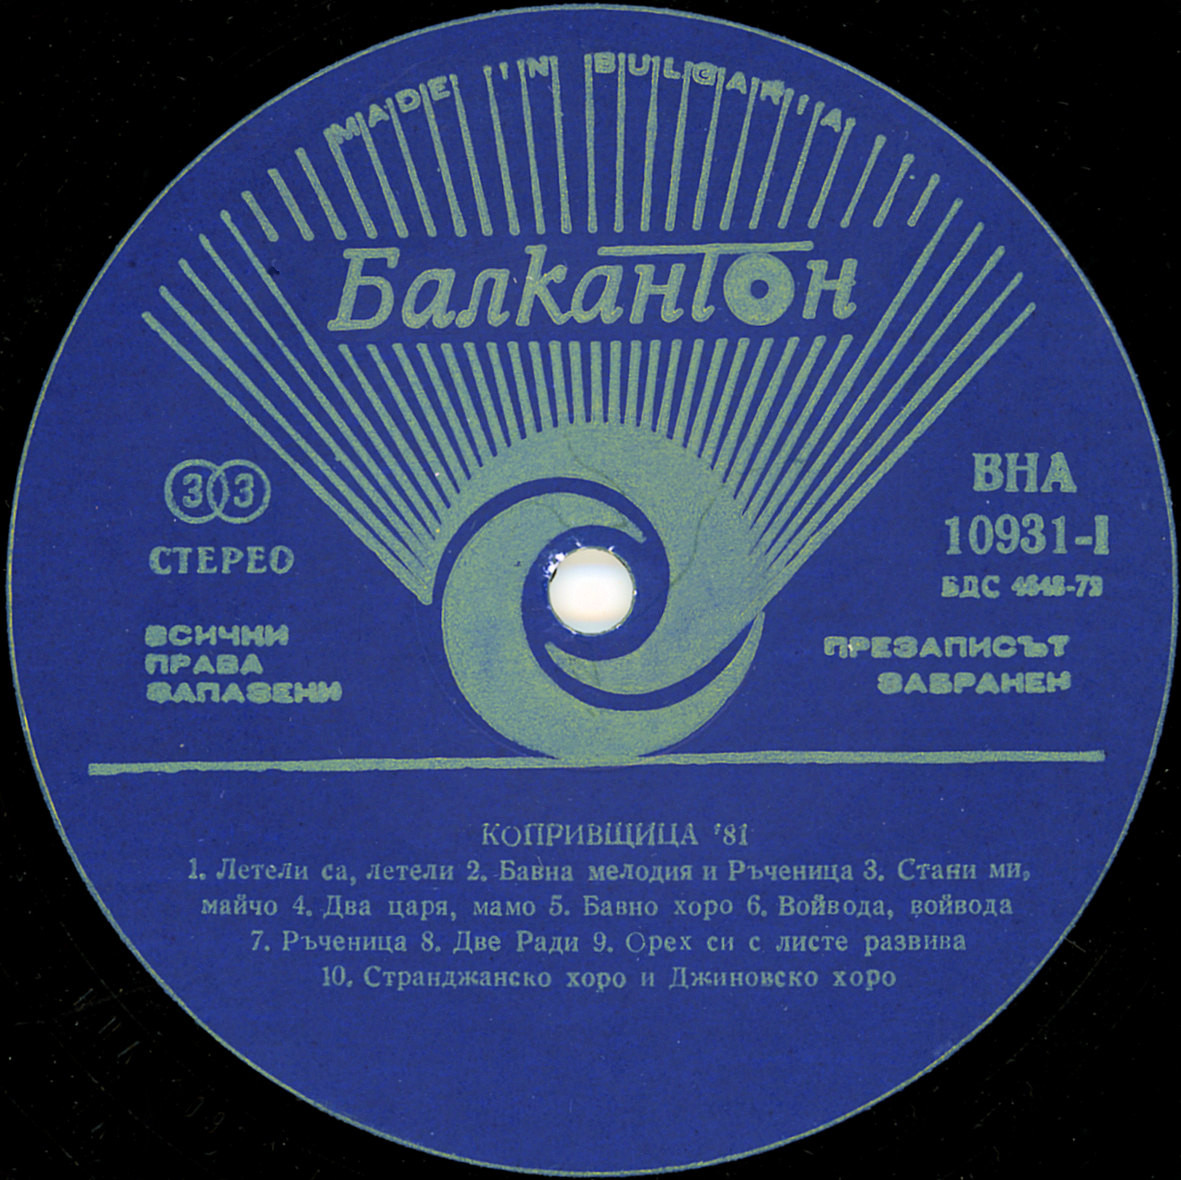 MADE IN BULGARIA
Балкантон
33
СТЕРЕО
ВСИЧКИ
ПРАВА
ЗАПАЗЕНИ
ВНА
10931-I
БДС
ПРЕЗАПИСЪТ
ЗАБРАНЕН
КОПРИВЩИЦА '81
1. Летели са, летели 2. Бавна мелодия и Ръченица 3. Стани ми,
майчо 4. Два царя, мамо 5. Бавно хоро 6. Войвода, войвода
7. Ръченица 8. Две Ради 9. Орех си с листе развива
10. Странджанско хоро и Джиновско хоро